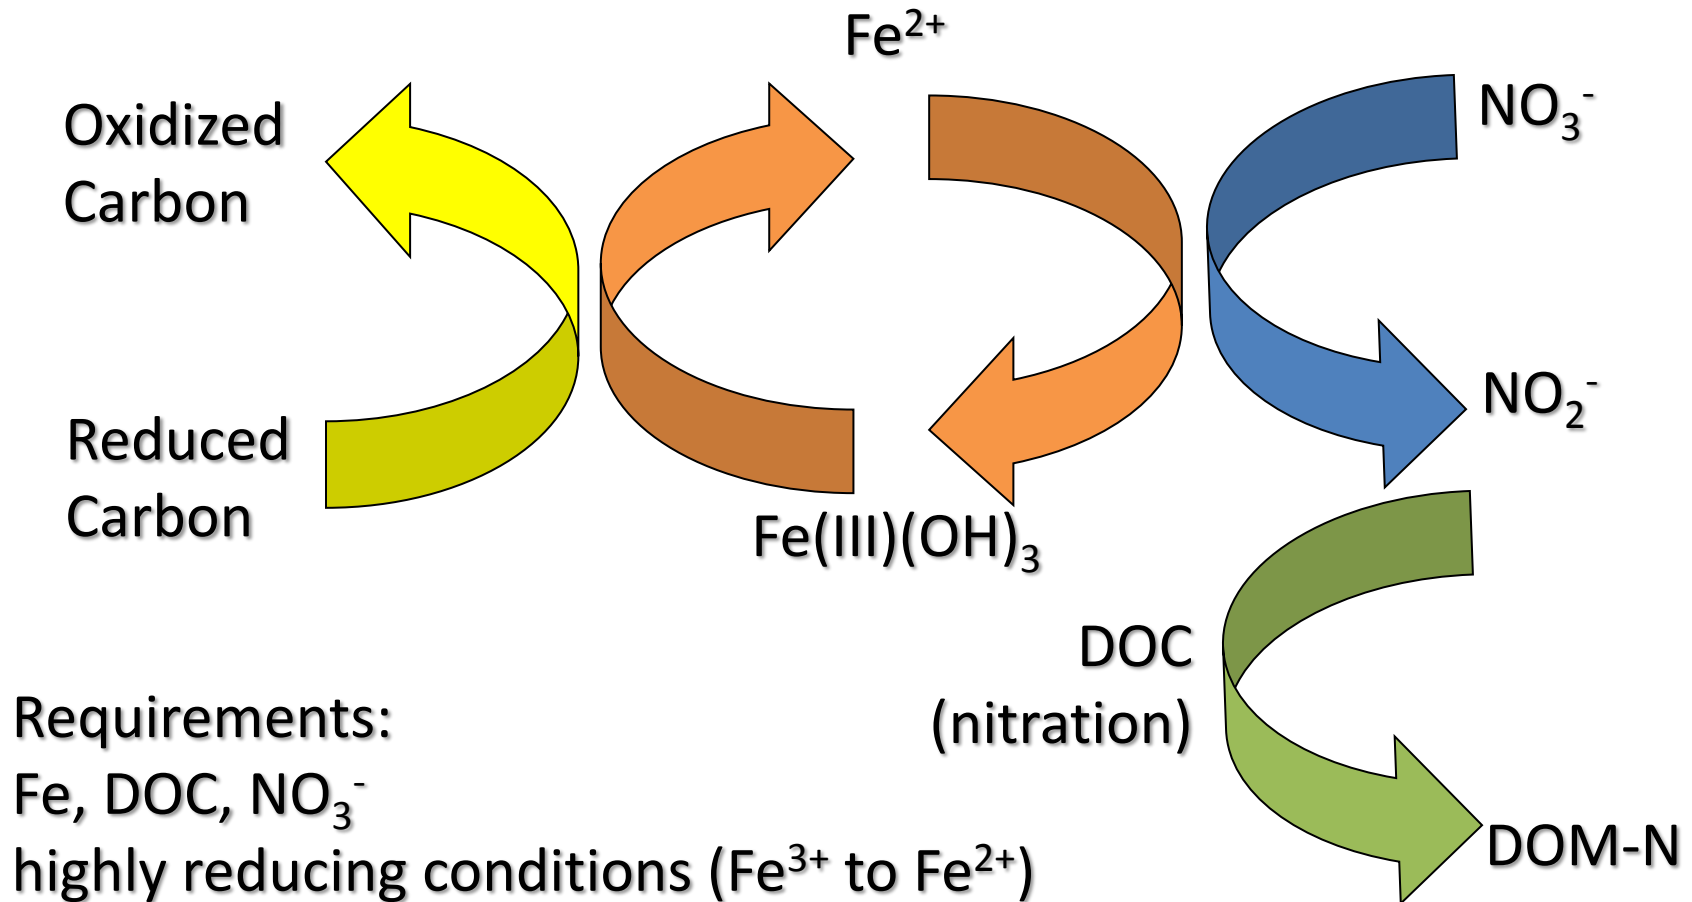 Fe²⁺
Oxidized
Carbon
NO₃⁻
Reduced
Carbon
NO₂⁻
Fe(III)(OH)₃
DOC
(nitration)
DOM-N
Requirements:
Fe, DOC, NO₃⁻
highly reducing conditions (Fe³⁺ to Fe²⁺)